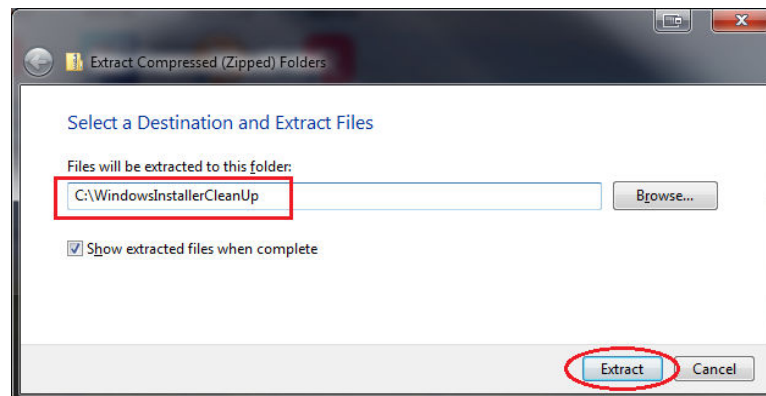 Extract Compressed (Zipped) Folders
Select a Destination and Extract Files
Files will be extracted to this folder:
C:\WindowsInstallerCleanUp
Browse...
Show extracted files when complete
Extract
Cancel